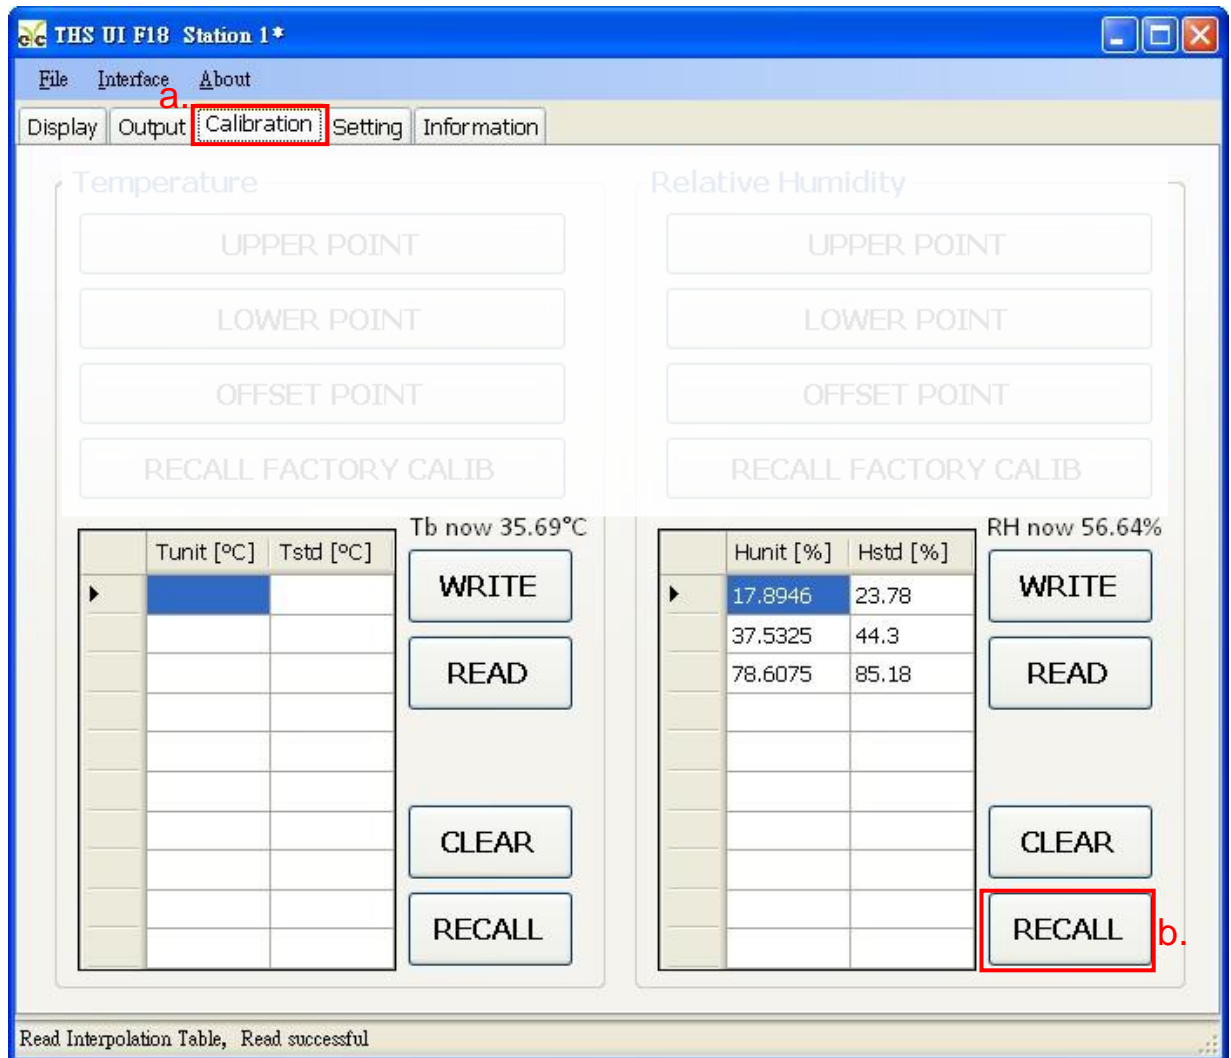 THS UI F18 Station 1*
File Interface About
a.
Display Output Calibration Setting Information
Temperature
UPPER POINT
LOWER POINT
OFFSET POINT
RECALL FACTORY CALIB
Tb now 35.69°C
Tunit [ºC] Tstd [ºC]
WRITE
READ
CLEAR
RECALL
Relative Humidity
UPPER POINT
LOWER POINT
OFFSET POINT
RECALL FACTORY CALIB
RH now 56.64%
Hunit [%] Hstd [%]
17.8946 23.78
37.5325 44.3
78.6075 85.18
WRITE
READ
CLEAR
RECALL
b.
Read Interpolation Table, Read successful